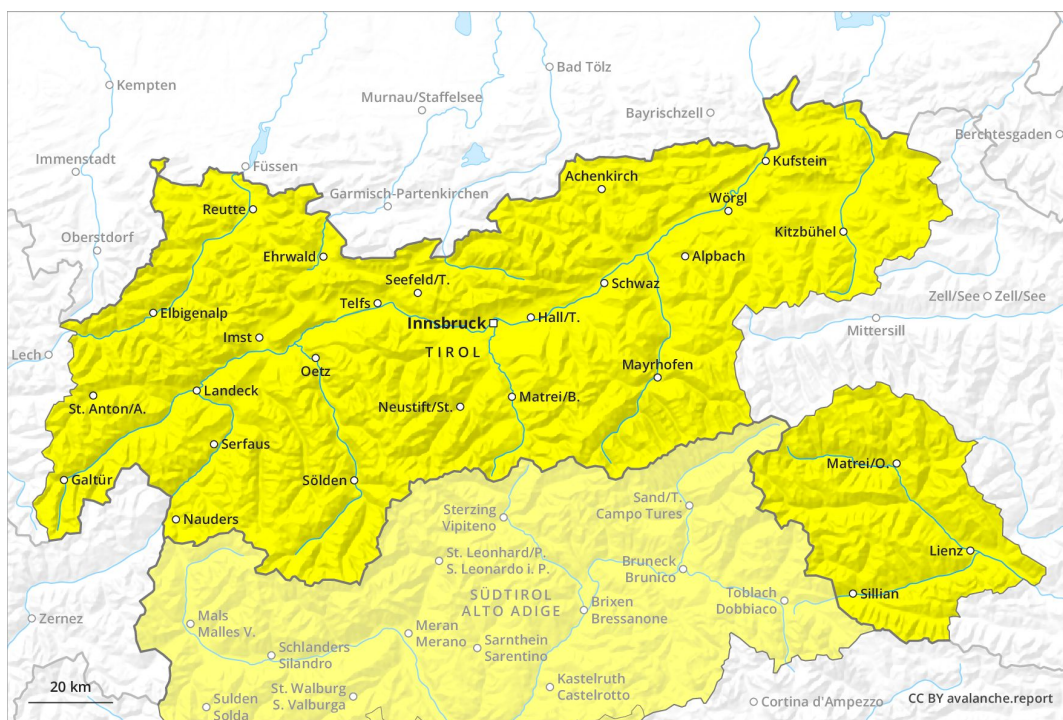 Kempten
Bad Tölz
Murnau/Staffelsee
Bayrischzell
Berchtesgaden
Immenstadt
Füssen
Kufstein
Achenkirch
Garmisch-Partenkirchen
Wörgl
Reutte
Kitzbühel
Oberstdorf
Ehrwald
Alpbach
Seefeld/T.
Schwaz
Zell/See
Zell/See
Telfs
Elbigenalp
Innsbruck
Hall/T.
Mittersill
Imst
TIROL
Lech
Oetz
Mayrhofen
Landeck
St. Anton/A.
Neustift/St.
Matrei/B.
Serfaus
Matrei/O.
Galtür
Sölden
Sand/T.
Campo Tures
Sterzing
Vipiteno
Nauders
St. Leonhard/P.
S. Leonardo i. P.
Lienz
Bruneck
Brunico
SÜDTIROL
ALTO ADIGE
Toblach
Dobbiaco
Sillian
Brixen
Bressanone
Zernez
Mals
Malles V.
Meran
Merano
Sarnthein
Sarentino
Schlanders
Silandro
20 km
St. Walburg
S. Valburga
Kastelruth
Castelrotto
Sulden
Solda
Cortina d'Ampezzo
CC BY avalanche.report